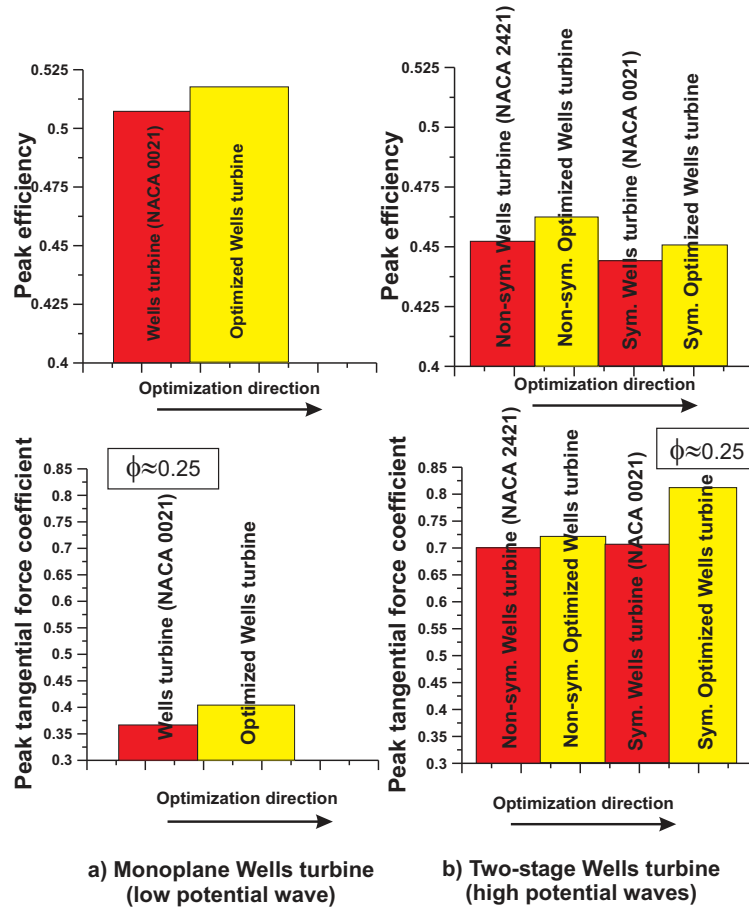 Peak efficiency
0.525
0.5
0.475
0.45
0.425
0.4
Wells turbine (NACA 0021)
Optimized Wells turbine
Optimization direction
Peak efficiency
0.525
0.5
0.475
0.45
0.425
0.4
Non-sym. Wells turbine (NACA 2421)
Non-sym. Optimized Wells turbine
Sym. Wells turbine (NACA 0021)
Sym. Optimized Wells turbine
Optimization direction
Peak tangential force coefficient
0.85
0.8
0.75
0.7
0.65
0.6
0.55
0.5
0.45
0.4
0.35
0.3
ϕ≈0.25
Wells turbine (NACA 0021)
Optimized Wells turbine
Optimization direction
Peak tangential force coefficient
0.85
0.8
0.75
0.7
0.65
0.6
0.55
0.5
0.45
0.4
0.35
0.3
ϕ≈0.25
Non-sym. Wells turbine (NACA 2421)
Non-sym. Optimized Wells turbine
Sym. Wells turbine (NACA 0021)
Sym. Optimized Wells turbine
Optimization direction
a) Monoplane Wells turbine
(low potential wave)
b) Two-stage Wells turbine
(high potential waves)